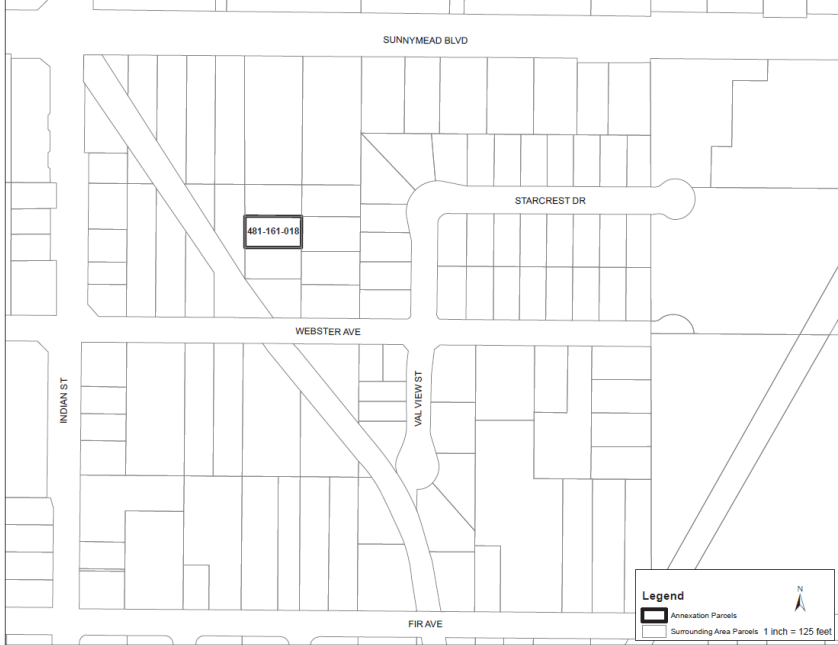 SUNNYMEAD BLVD
STARCREST DR
481-161-018
WEBSTER AVE
INDIAN ST
VAL VIEW ST
FIR AVE
Legend
N
Annexation Parcels
Surrounding Area Parcels 1 inch = 125 feet